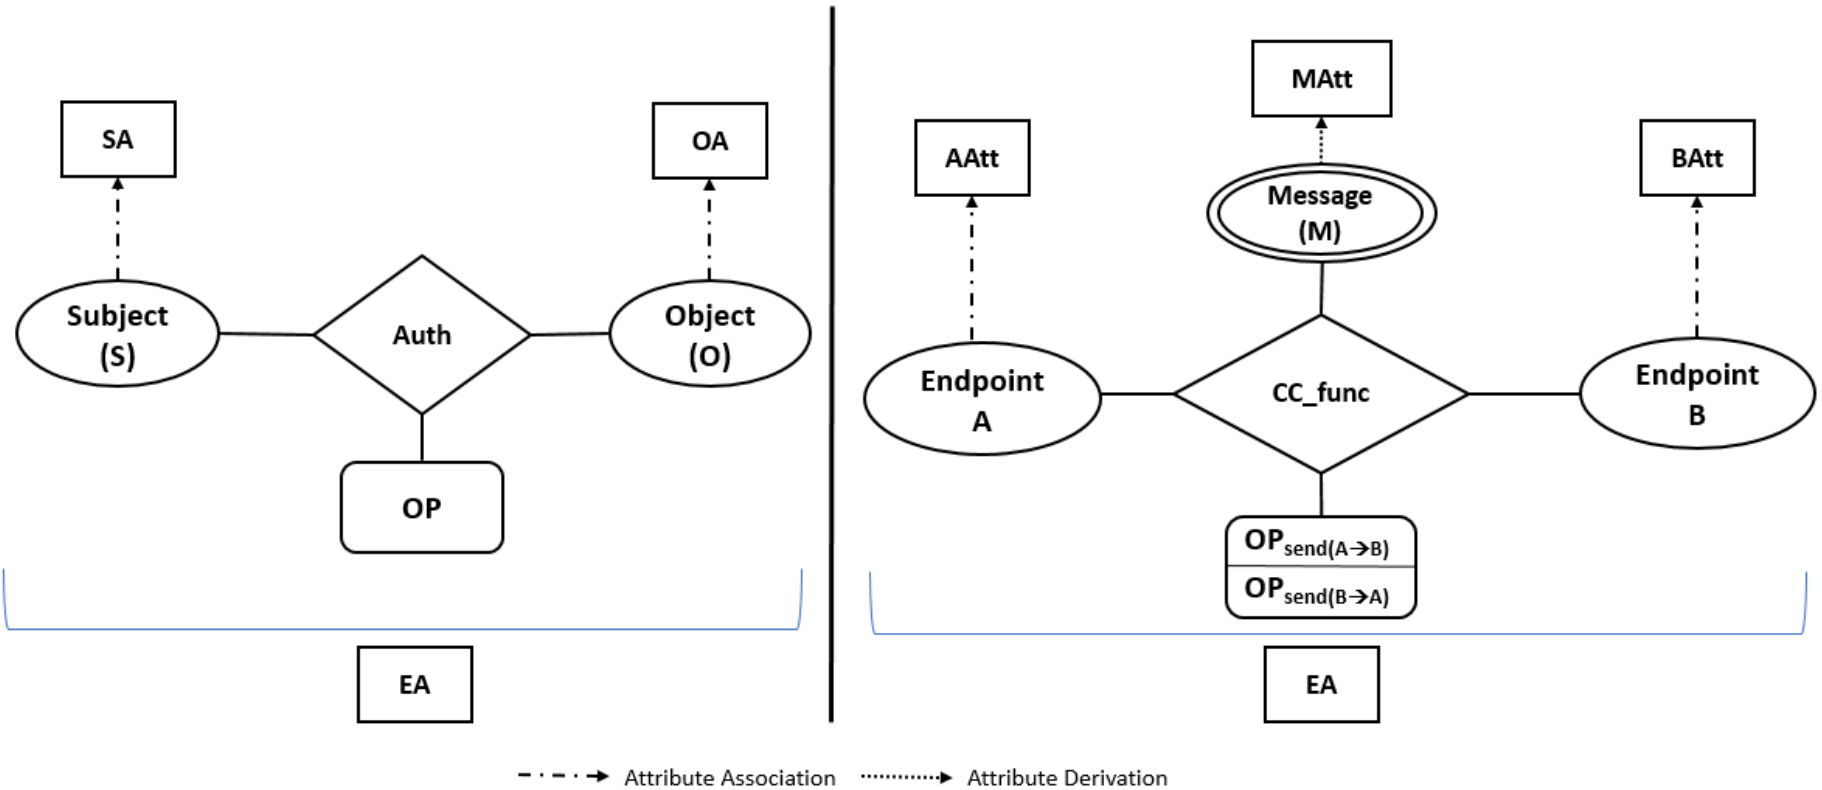 SA
OA
Subject
(S)
Auth
Object
(O)
OP
EA
MAtt
AAtt
BAtt
Message
(M)
Endpoint
A
CC_func
Endpoint
B
OPsend(A→B)
OPsend(B→A)
EA
Attribute Association
Attribute Derivation